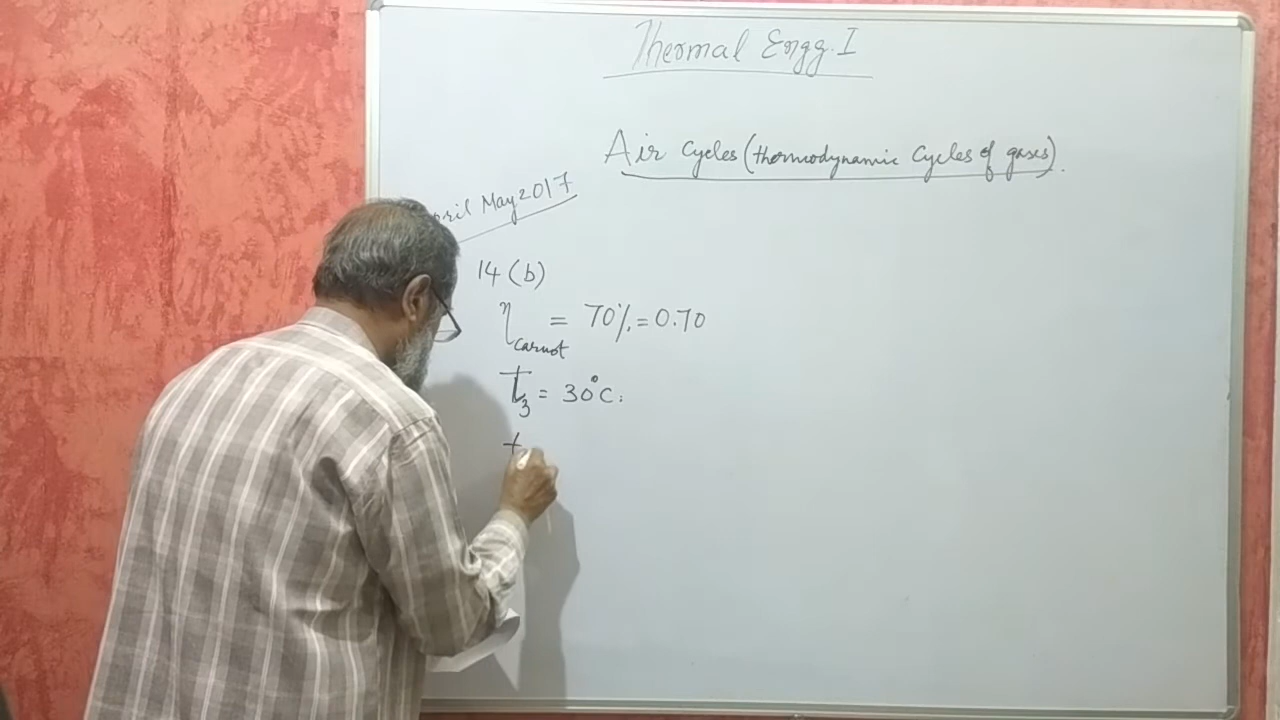 Thermal Engg. I
Air Cycles (thermodynamic Cycles of gases).
May 2017
14 (b)
η Carnot = 70% = 0.70
t3 = 30°C.
t